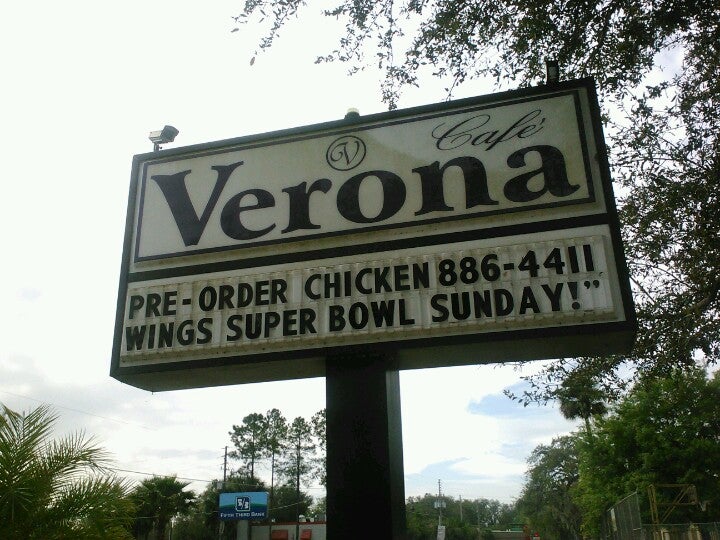 V
Café
Verona
PRE-ORDER CHICKEN 886-4411
WINGS SUPER BOWL SUNDAY!"
FIFTH THIRD BANK